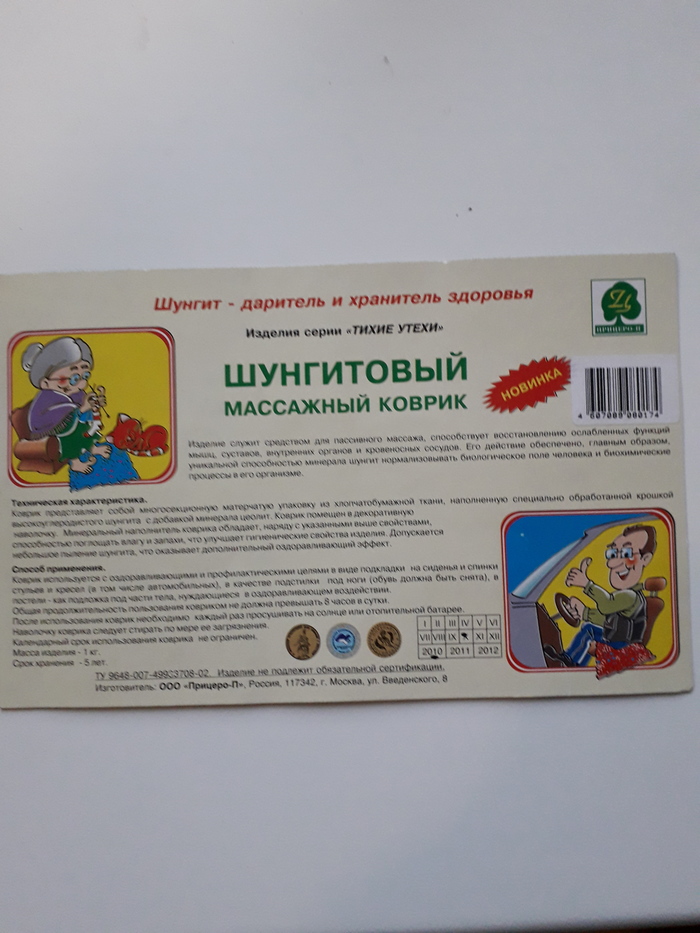 Шунгит - даритель и хранитель здоровья
Изделия серии «ТИХИЕ УТЕХИ»
ПРИЦЕРО-П
ШУНГИТОВЫЙ
МАССАЖНЫЙ КОВРИК
НОВИНКА
4 607089 080174
Изделие служит средством для пассивного массажа, способствует восстановлению ослабленных функций
мышц, суставов, внутренних органов и кровеносных сосудов. Его действие обеспечено, главным образом,
уникальной способностью минерала шунгит нормализовывать биологическое поле человека и биохимические
процессы в его организме.
Техническая характеристика.
Коврик представляет собой многосекционную матерчатую упаковку из хлопчатобумажной ткани, наполненную специально обработанной крошкой
высокоуглеродистого шунгита с добавкой минерала цеолит. Коврик помещен в декоративную
наволочку. Минеральный наполнитель коврика обладает, наряду с указанными выше свойствами,
способностью поглощать влагу и запахи, что улучшает гигиенические свойства изделия. Допускается
небольшое пыление шунгита, что оказывает дополнительный оздоравливающий эффект.
Способ применения.
Коврик используется с оздоравливающими и профилактическими целями в виде подкладки на сиденья и спинки
стульев и кресел (в том числе автомобильных), в качестве подстилки под ноги (обувь должна быть снята), в
постели - как подложка под части тела, нуждающиеся в оздоравливающем воздействии.
Общая продолжительность пользования ковриком не должна превышать 8 часов в сутки.
После использования коврик необходимо каждый раз просушивать на солнце или отопительной батарее.
Наволочку коврика следует стирать по мере ее загрязнения.
Календарный срок использования коврика не ограничен.
Масса изделия - 1 кг.
Срок хранения - 5 лет.
I II III IV V VI
VII VIII IX XI XII
2010 2011 2012
ТУ 9648-007-49923708-02 Изделие не подлежит обязательной сертификации.
Изготовитель: ООО «Прицеро-П», Россия, 117342, г. Москва, ул. Введенского, 8